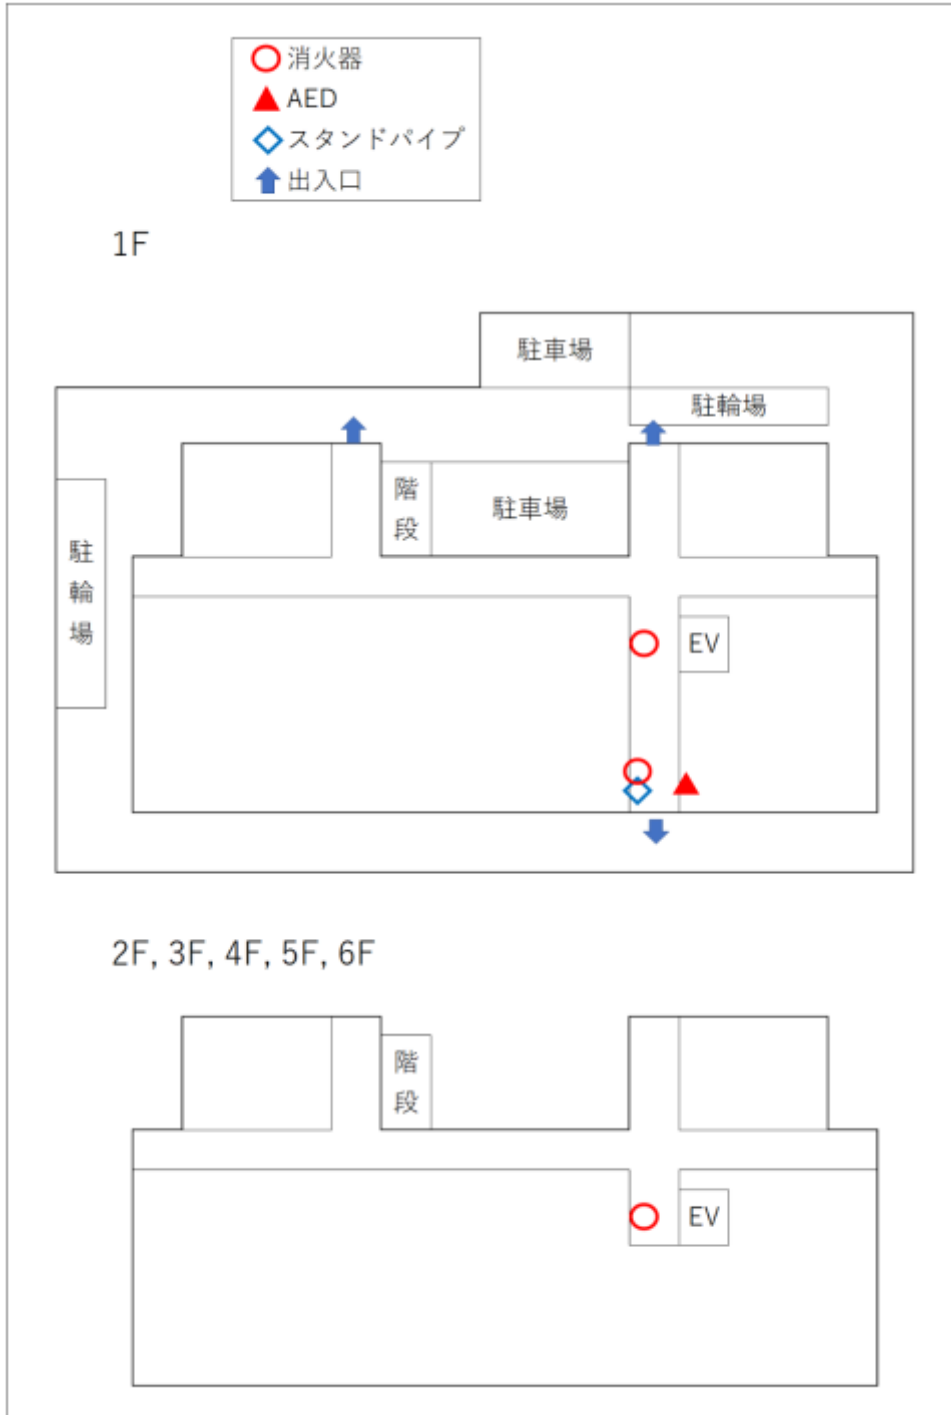 消火器
AED
スタンドパイプ
出入口
1F
駐車場
駐輪場
階段
駐車場
駐輪場
EV
2F, 3F, 4F, 5F, 6F
階段
EV